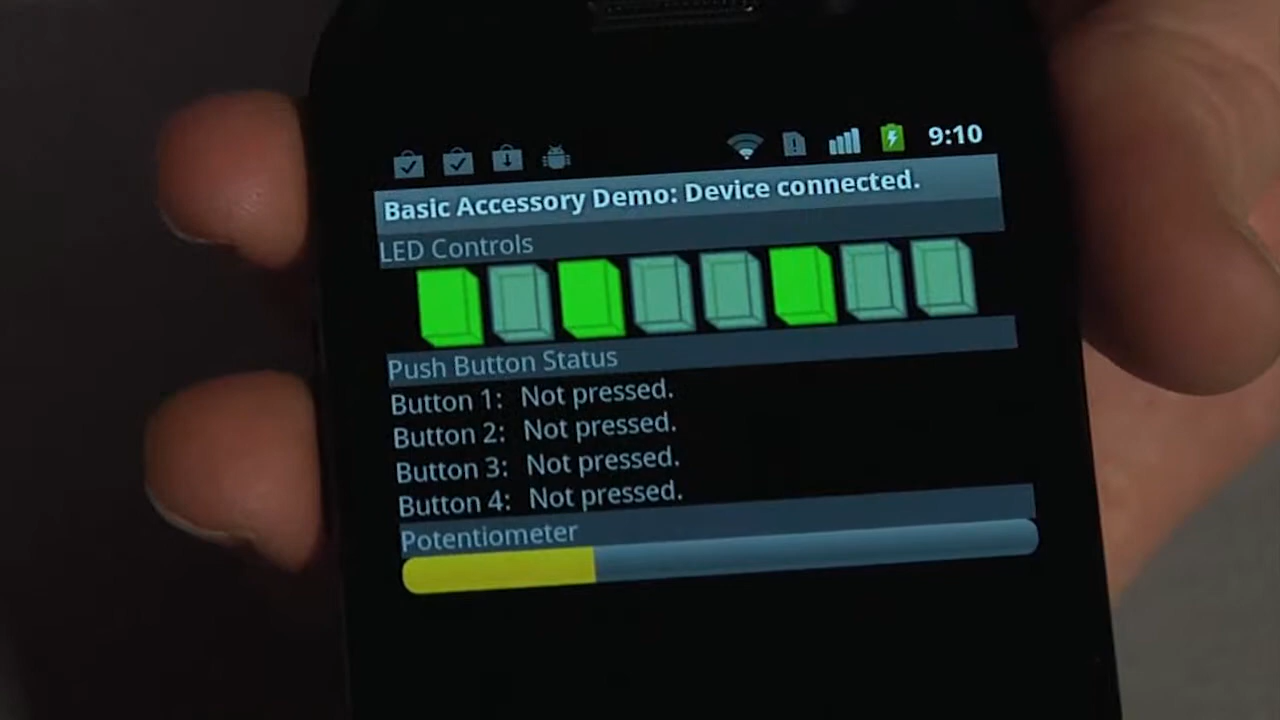 9:10
Basic Accessory Demo: Device connected.
LED Controls
Push Button Status
Button 1: Not pressed.
Button 2: Not pressed.
Button 3: Not pressed.
Button 4: Not pressed.
Potentiometer